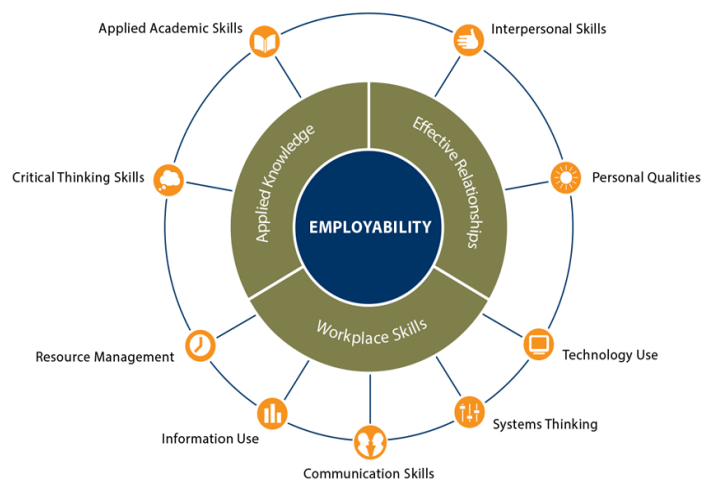 Applied Academic Skills
Interpersonal Skills
Applied Knowledge
Effective Relationships
Critical Thinking Skills
Personal Qualities
EMPLOYABILITY
Workplace Skills
Resource Management
Technology Use
Information Use
Systems Thinking
Communication Skills